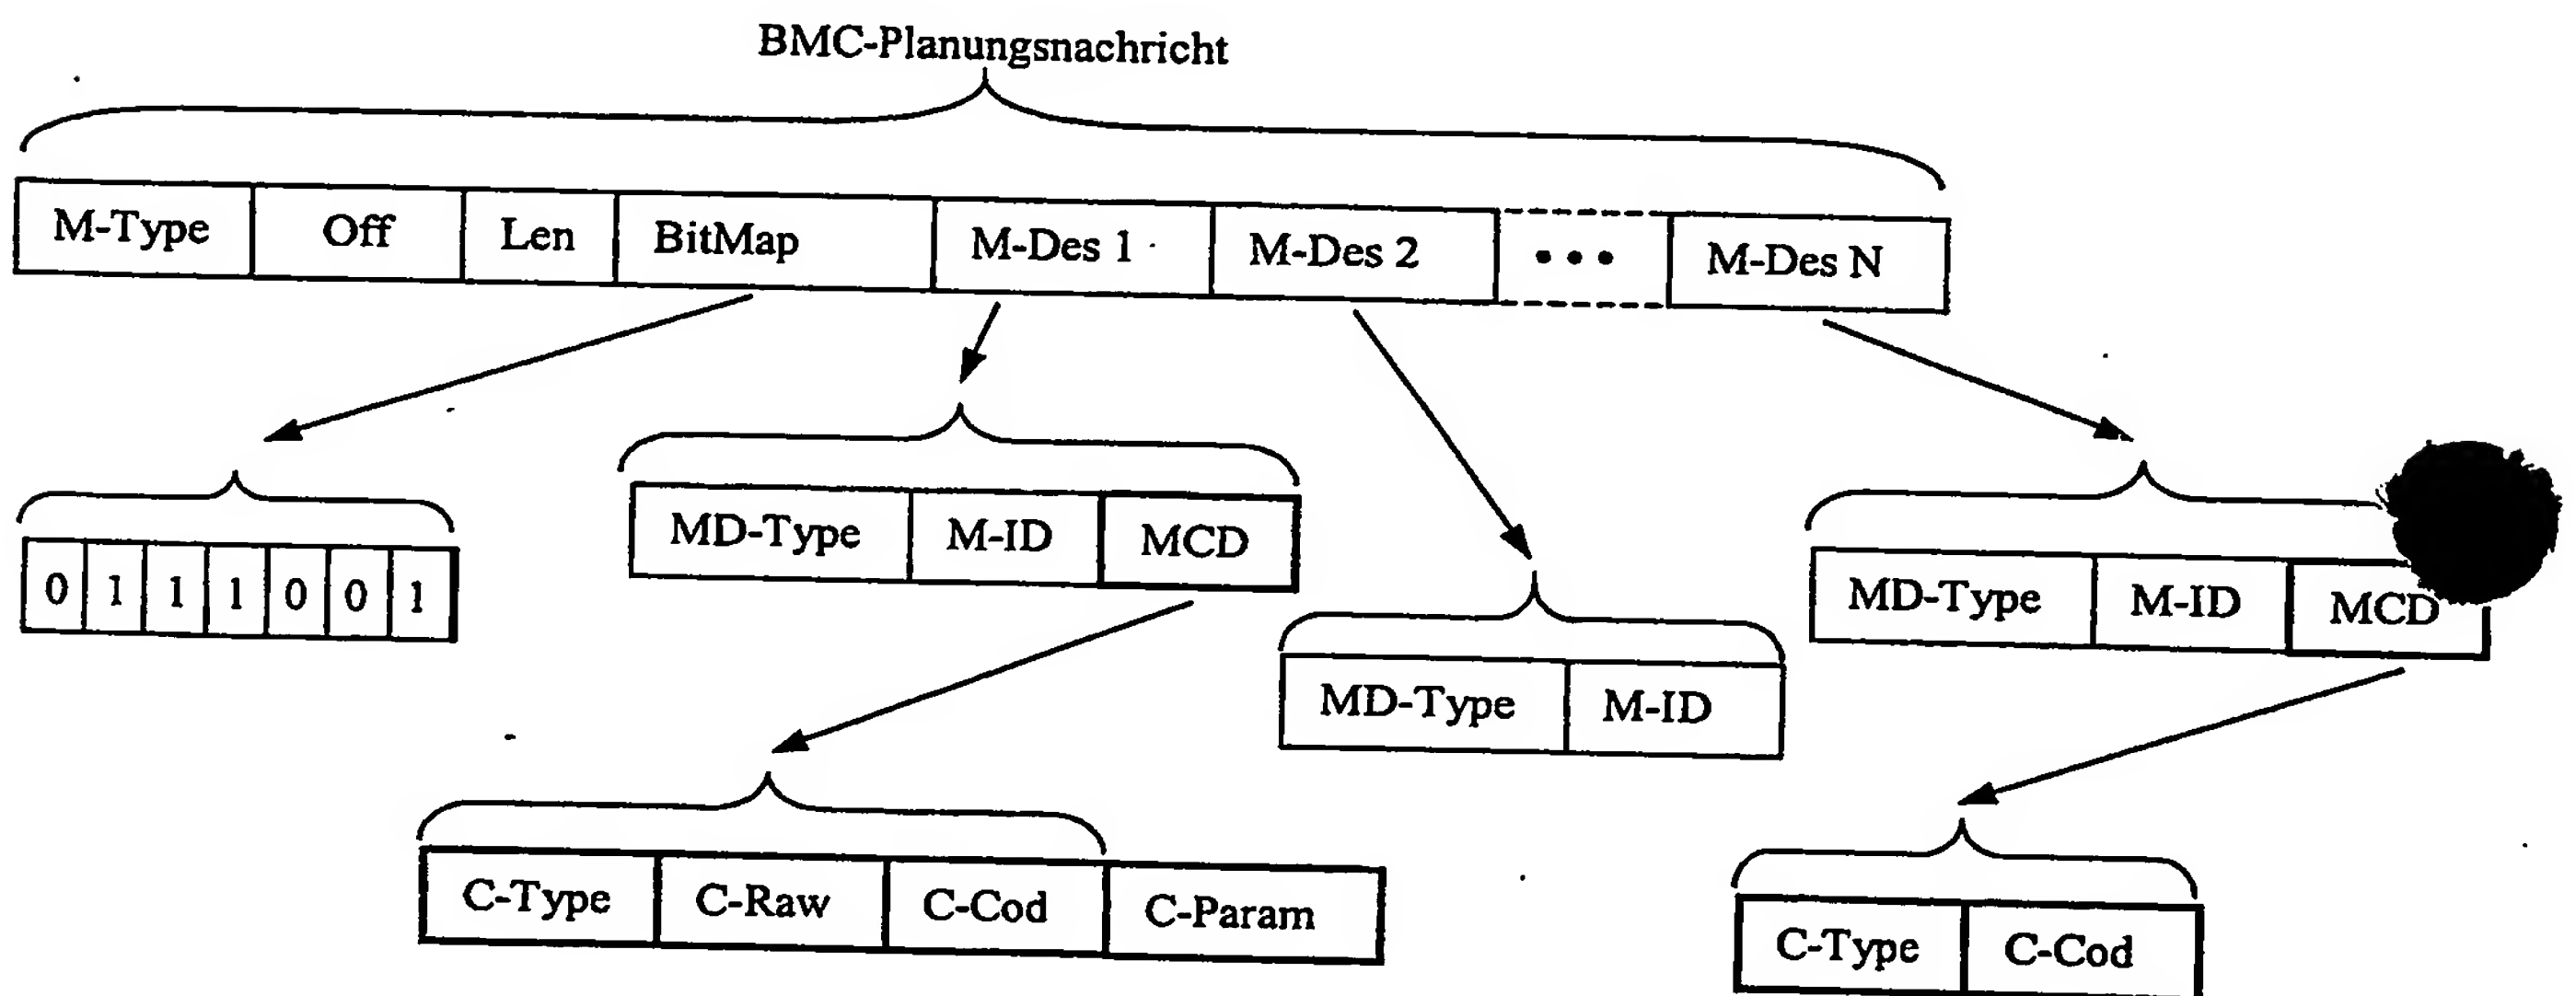 BMC-Planungsnachricht
M-Type Off Len BitMap M-Des 1 M-Des 2 ••• M-Des N
0 1 1 1 0 0 1
MD-Type M-ID MCD
MD-Type M-ID
MD-Type M-ID MCD
C-Type C-Raw C-Cod C-Param
C-Type C-Cod